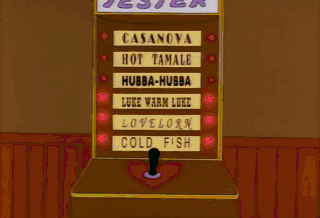 TESTER
CASANOVA
HOT TAMALE
HUBBA-HUBBA
LUKE WARM LUKE
LOVELORN
COLD FISH